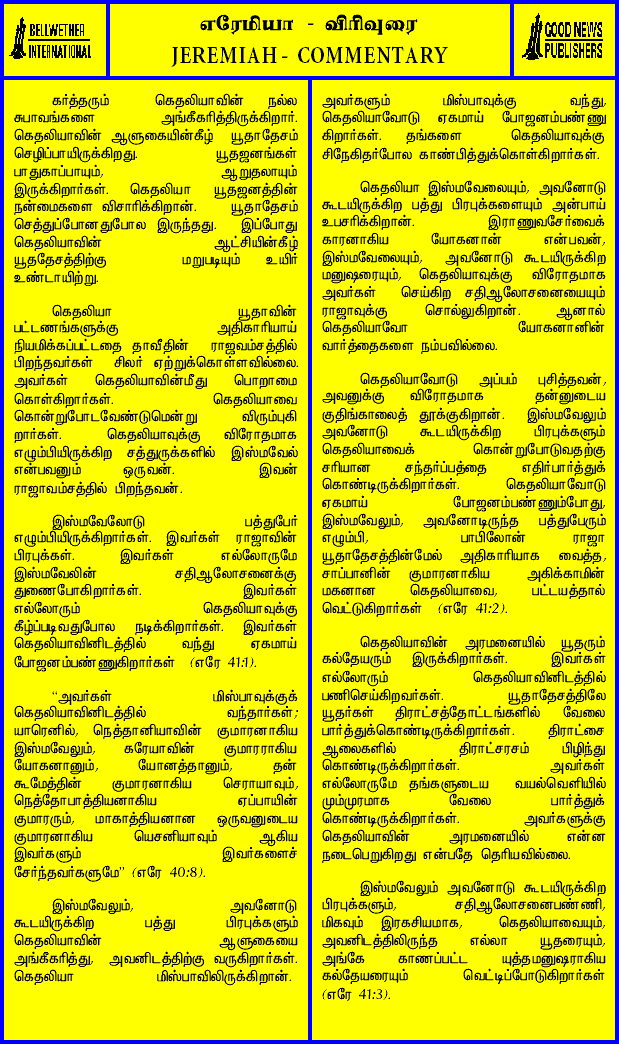 BELLWETHER
INTERNATIONAL
எரேமியா - விரிவுரை
JEREMIAH - COMMENTARY
GOOD NEWS
PUBLISHERS
கர்த்தரும் கெதலியாவின் நல்ல
சுபாவங்களை அங்கீகரித்திருக்கிறார்.
கெதலியாவின் ஆளுகையின்கீழ் யூதாதேசம்
செழிப்பாயிருக்கிறது. யூதஜனங்கள்
பாதுகாப்பாயும், ஆறுதலாயும்
இருக்கிறார்கள். கெதலியா யூதஜனத்தின்
நன்மைகளை விசாரிக்கிறான். யூதாதேசம்
செத்துப்போனதுபோல இருந்தது. இப்போது
கெதலியாவின் ஆட்சியின்கீழ்
யூததேசத்திற்கு மறுபடியும் உயிர்
உண்டாயிற்று.
கெதலியா யூதாவின்
பட்டணங்களுக்கு அதிகாரியாய்
நியமிக்கப்பட்டதை தாவீதின் ராஜவம்சத்தில்
பிறந்தவர்கள் சிலர் ஏற்றுக்கொள்ளவில்லை.
அவர்கள் கெதலியாவின்மீது பொறாமை
கொள்கிறார்கள். கெதலியாவை
கொன்றுபோடவேண்டுமென்று விரும்புகி
றார்கள். கெதலியாவுக்கு விரோதமாக
எழும்பியிருக்கிற சத்துருக்களில் இஸ்மவேல்
என்பவனும் ஒருவன். இவன்
ராஜாவம்சத்தில் பிறந்தவன்.
இஸ்மவேலோடு பத்துபேர்
எழும்பியிருக்கிறார்கள். இவர்கள் ராஜாவின்
பிரபுக்கள். இவர்கள் எல்லோருமே
இஸ்மவேலின் சதிஆலோசனைக்கு
துணைபோகிறார்கள். இவர்கள்
எல்லோரும் கெதலியாவுக்கு
கீழ்ப்படிவதுபோல நடிக்கிறார்கள். இவர்கள்
கெதலியாவினிடத்தில் வந்து ஏகமாய்
போஜனம்பண்ணுகிறார்கள் (எரே 41:1).
“அவர்கள் மிஸ்பாவுக்குக்
கெதலியாவினிடத்தில் வந்தார்கள்;
யாரெனில், நெத்தானியாவின் குமாரனாகிய
இஸ்மவேலும், கரேயாவின் குமாரராகிய
யோகனானும், யோனத்தானும், தன்
கூமேத்தின் குமாரனாகிய செராயாவும்,
நெத்தோபாத்தியனாகிய ஏப்பாயின்
குமாரரும், மாகாத்தியனான ஒருவனுடைய
குமாரனாகிய யெசனியாவும் ஆகிய
இவர்களும் இவர்களைச்
சேர்ந்தவர்களுமே” (எரே 40:8).
இஸ்மவேலும், அவனோடு
கூடயிருக்கிற பத்து பிரபுக்களும்
கெதலியாவின் ஆளுகையை
அங்கீகரித்து, அவனிடத்திற்கு வருகிறார்கள்.
கெதலியா மிஸ்பாவிலிருக்கிறான்.
அவர்களும் மிஸ்பாவுக்கு வந்து,
கெதலியாவோடு ஏகமாய் போஜனம்பண்ணு
கிறார்கள். தங்களை கெதலியாவுக்கு
சிநேகிதர்போல காண்பித்துக்கொள்கிறார்கள்.
கெதலியா இஸ்மவேலையும், அவனோடு
கூடயிருக்கிற பத்து பிரபுக்களையும் அன்பாய்
உபசரிக்கிறான். இராணுவசேர்வைக்
காரனாகிய யோகனான் என்பவன்,
இஸ்மவேலையும், அவனோடு கூடயிருக்கிற
மனுஷரையும், கெதலியாவுக்கு விரோதமாக
அவர்கள் செய்கிற சதிஆலோசனையையும்
ராஜாவுக்கு சொல்லுகிறான். ஆனால்
கெதலியாவோ யோகனானின்
வார்த்தைகளை நம்பவில்லை.
கெதலியாவோடு அப்பம் புசித்தவன்,
அவனுக்கு விரோதமாக தன்னுடைய
குதிங்காலைத் தூக்குகிறான். இஸ்மவேலும்
அவனோடு கூடயிருக்கிற பிரபுக்களும்
கெதலியாவைக் கொன்றுபோடுவதற்கு
சரியான சந்தர்ப்பத்தை எதிர்பார்த்துக்
கொண்டிருக்கிறார்கள். கெதலியாவோடு
ஏகமாய் போஜனம்பண்ணும்போது,
இஸ்மவேலும், அவனோடிருந்த பத்துபேரும்
எழும்பி, பாபிலோன் ராஜா
யூதாதேசத்தின்மேல் அதிகாரியாக வைத்த,
சாப்பானின் குமாரனாகிய அகிக்காமின்
மகனான கெதலியாவை, பட்டயத்தால்
வெட்டுகிறார்கள் (எரே 41:2).
கெதலியாவின் அரமனையில் யூதரும்
கல்தேயரும் இருக்கிறார்கள். இவர்கள்
எல்லோரும் கெதலியாவினிடத்தில்
பணிசெய்கிறவர்கள். யூதாதேசத்திலே
யூதர்கள் திராட்சத்தோட்டங்களில் வேலை
பார்த்துக்கொண்டிருக்கிறார்கள். திராட்சை
ஆலைகளில் திராட்சரசம் பிழிந்து
கொண்டிருக்கிறார்கள். அவர்கள்
எல்லோருமே தங்களுடைய வயல்வெளியில்
மும்முரமாக வேலை பார்த்துக்
கொண்டிருக்கிறார்கள். அவர்களுக்கு
கெதலியாவின் அரமனையில் என்ன
நடைபெறுகிறது என்பதே தெரியவில்லை.
இஸ்மவேலும் அவனோடு கூடயிருக்கிற
பிரபுக்களும், சதிஆலோசனைபண்ணி,
மிகவும் இரகசியமாக, கெதலியாவையும்,
அவனிடத்திலிருந்த எல்லா யூதரையும்,
அங்கே காணப்பட்ட யுத்தமனுஷராகிய
கல்தேயரையும் வெட்டிப்போடுகிறார்கள்
(எரே 41:3).